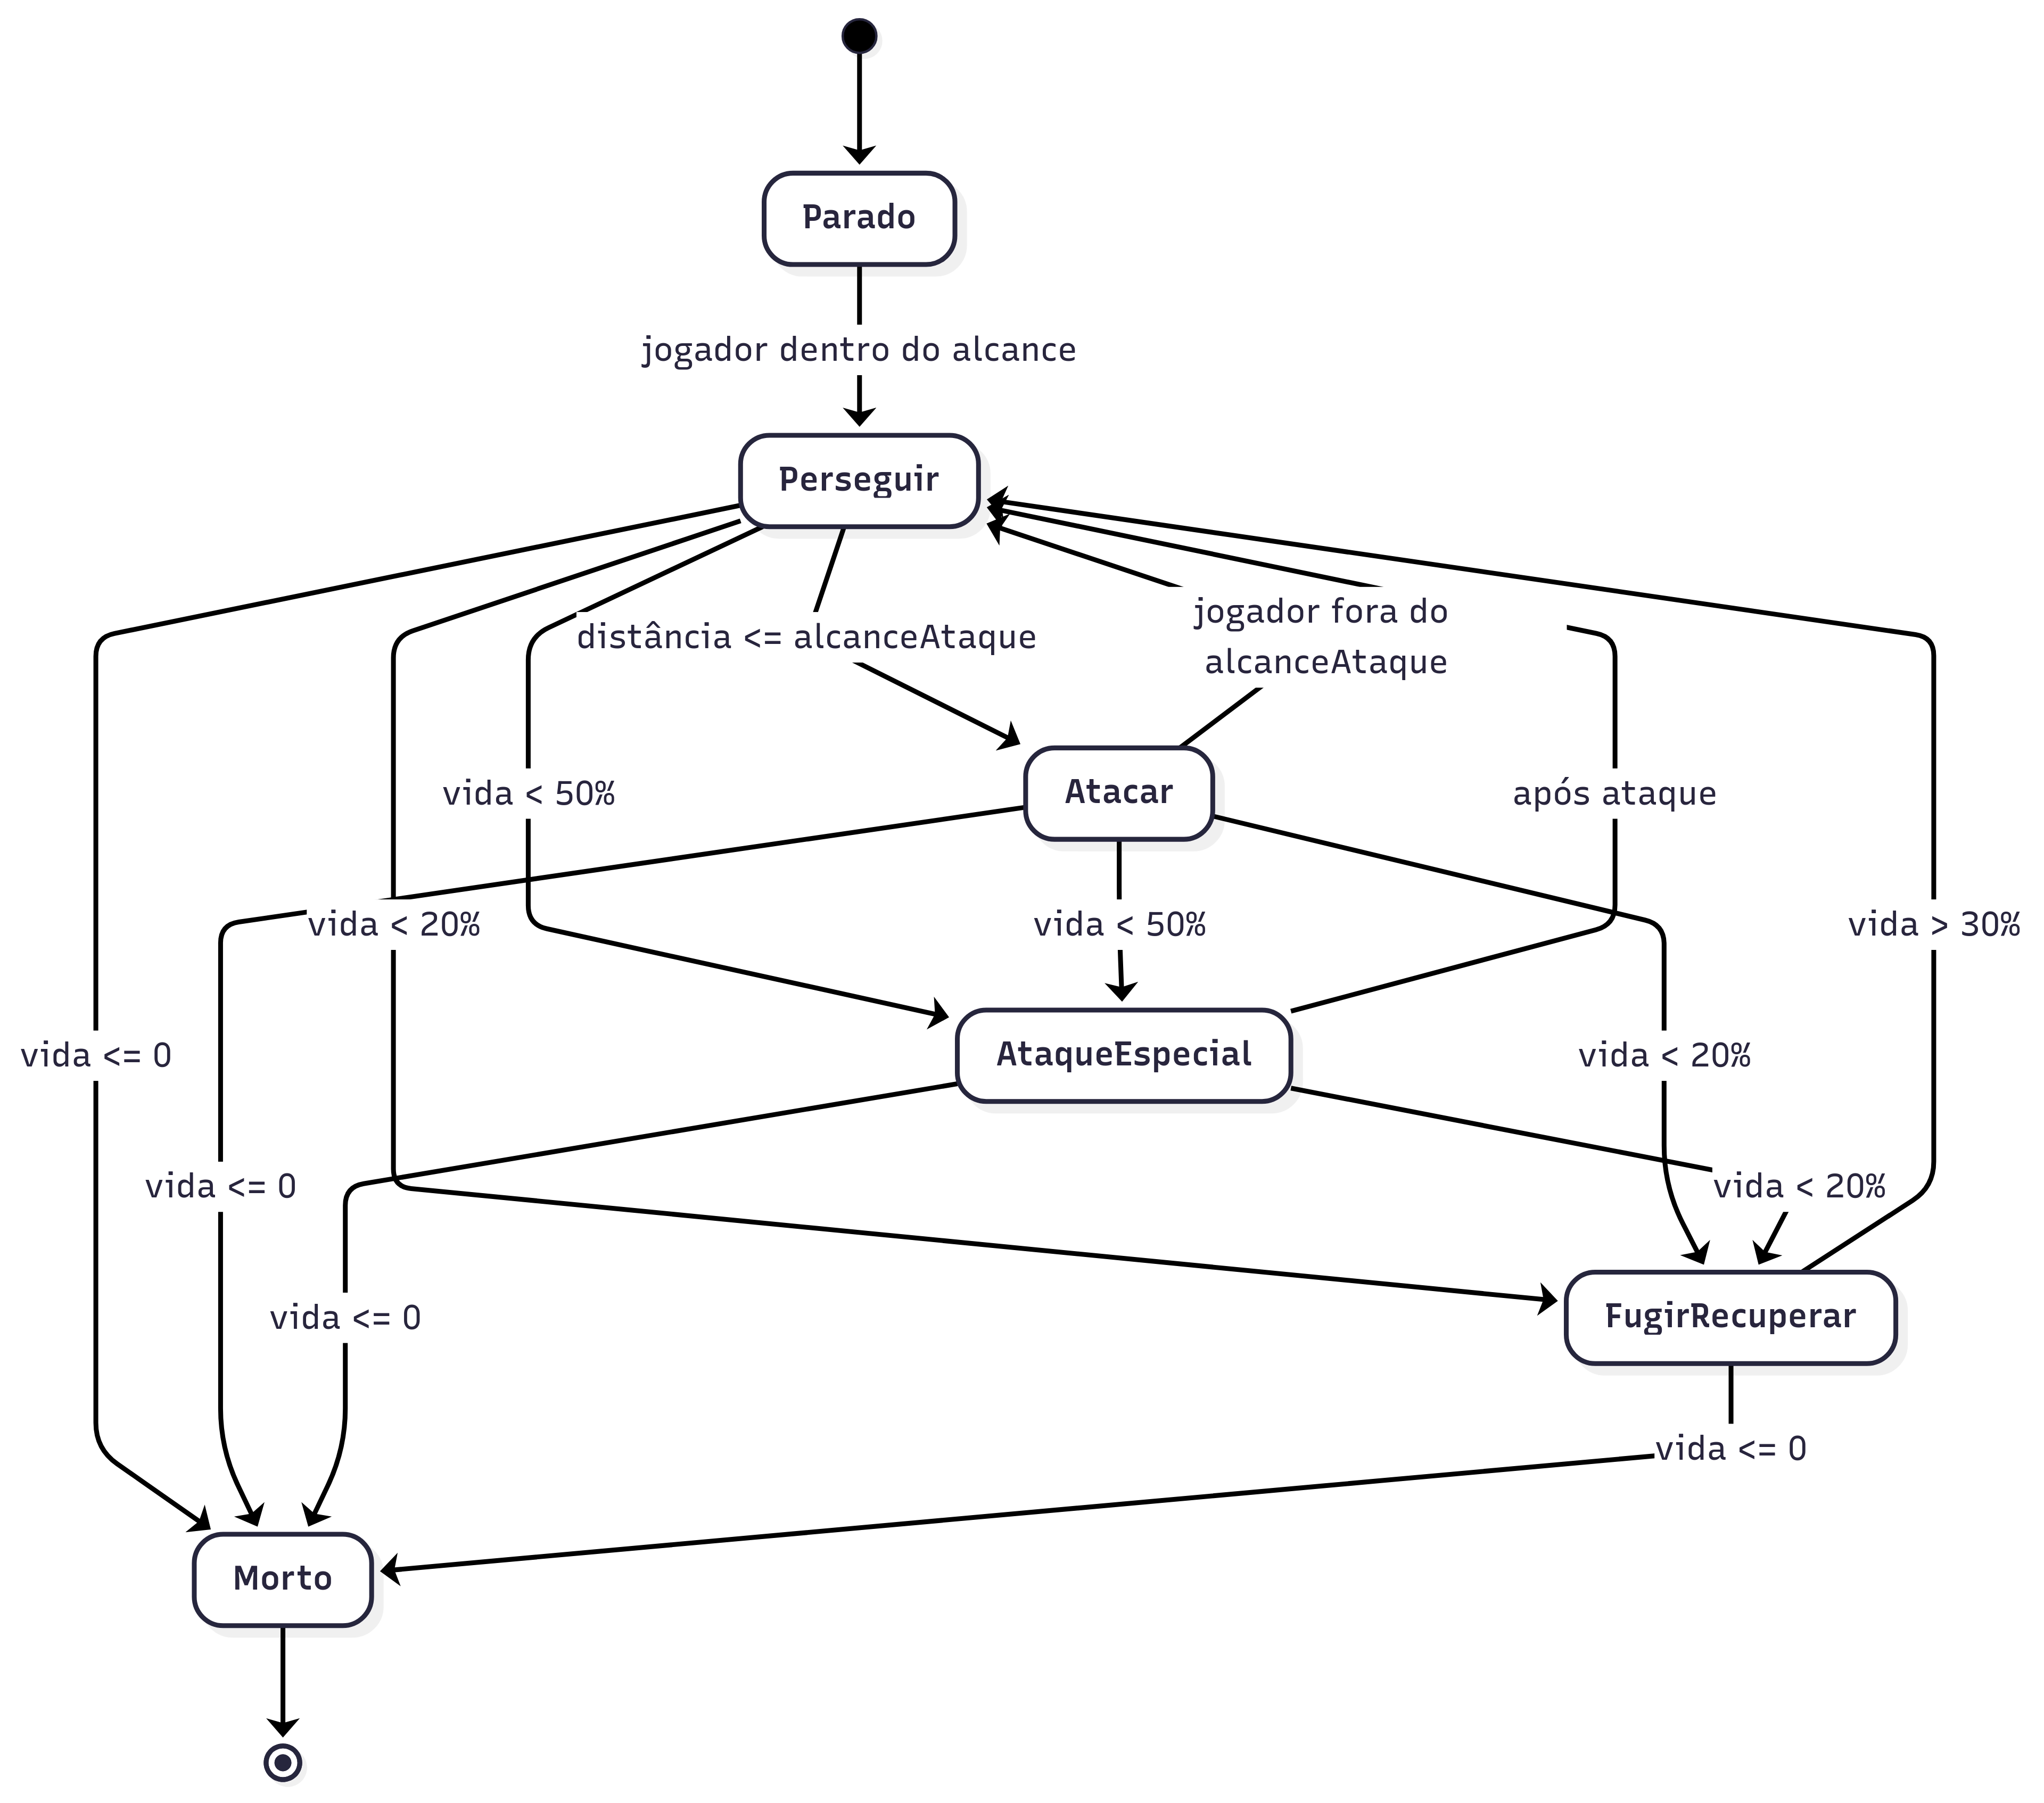 Parado
jogador dentro do alcance
Perseguir
jogador fora do
alcanceAtaque
distância <= alcanceAtaque
vida < 50%
Atacar
após ataque
vida < 20%
vida < 50%
vida > 30%
vida <= 0
AtaqueEspecial
vida < 20%
vida <= 0
vida < 20%
vida <= 0
FugirRecuperar
vida <= 0
Morto